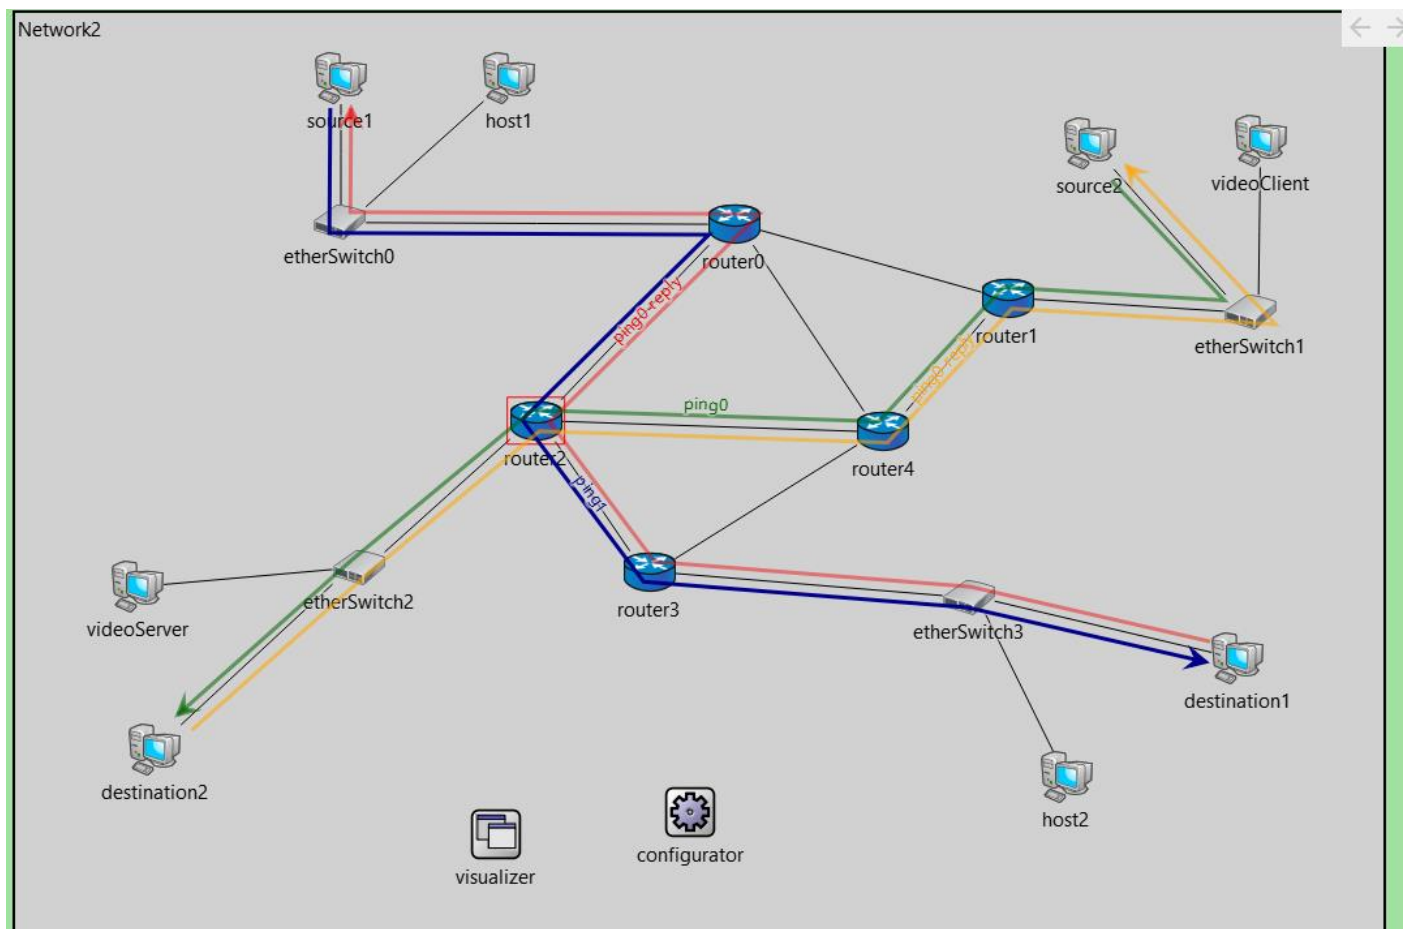 Network2
source1
host1
source2
videoClient
etherSwitch0
router0
ping0-reply
router1
etherSwitch1
ping0-reply
ping0
router2
router4
ping1
etherSwitch2
videoServer
router3
etherSwitch3
destination1
destination2
host2
configurator
visualizer